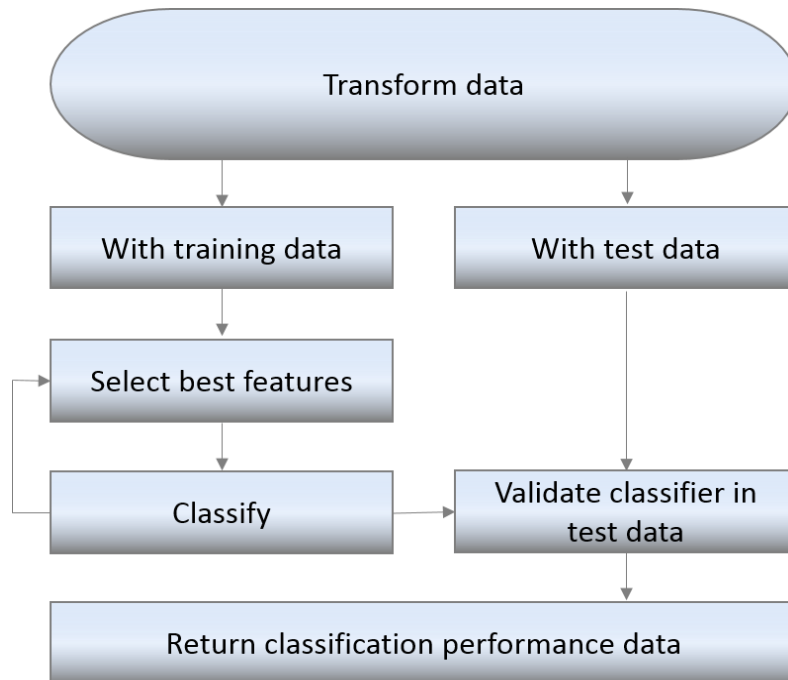 Transform data
With training data
With test data
Select best features
Classify
Validate classifier in
test data
Return classification performance data